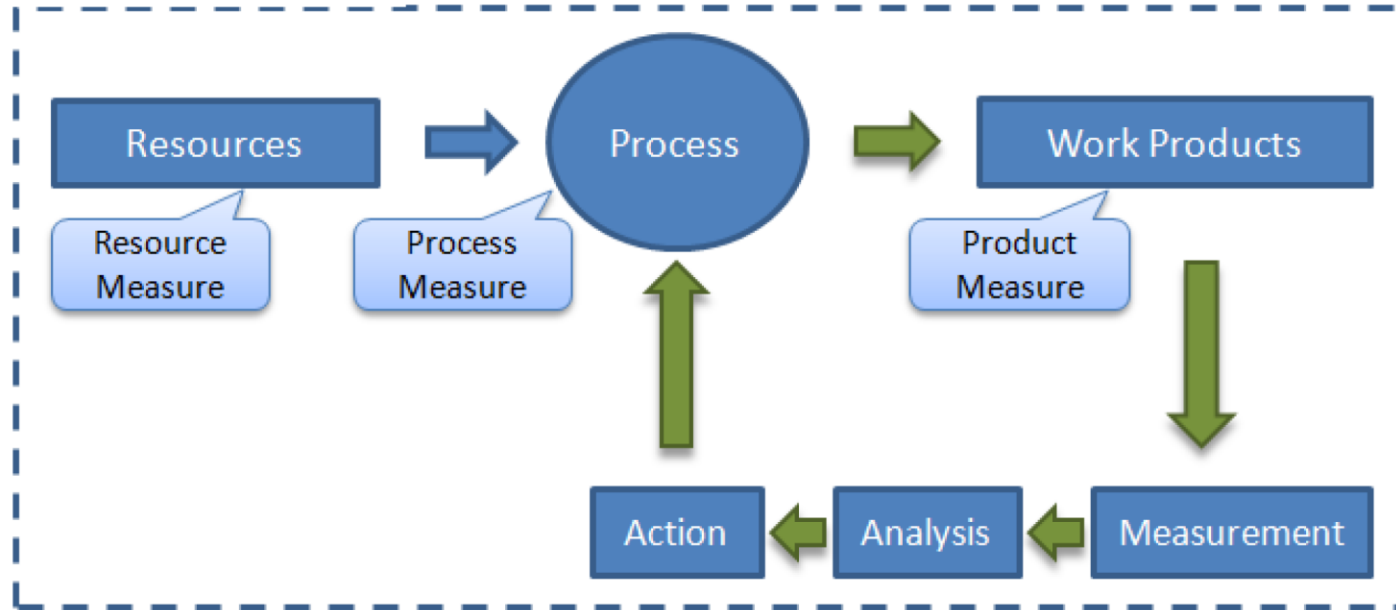 Resources
Process
Work Products
Resource
Measure
Process
Measure
Product
Measure
Action
Analysis
Measurement